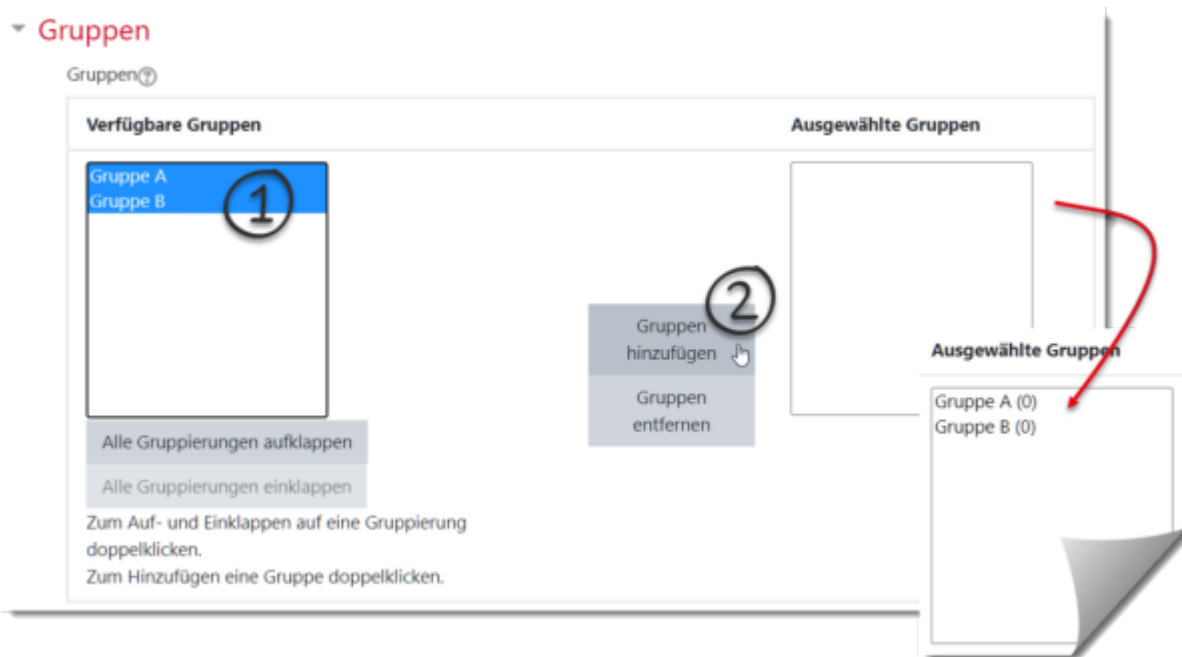 Gruppen
Gruppen
Verfügbare Gruppen
Ausgewählte Gruppen
Gruppe A
Gruppe B
1
2
Gruppen
hinzufügen
Gruppen
entfernen
Alle Gruppierungen aufklappen
Alle Gruppierungen einklappen
Zum Auf- und Einklappen auf eine Gruppierung
doppelklicken.
Zum Hinzufügen eine Gruppe doppelklicken.
Ausgewählte Gruppen
Gruppe A (0)
Gruppe B (0)